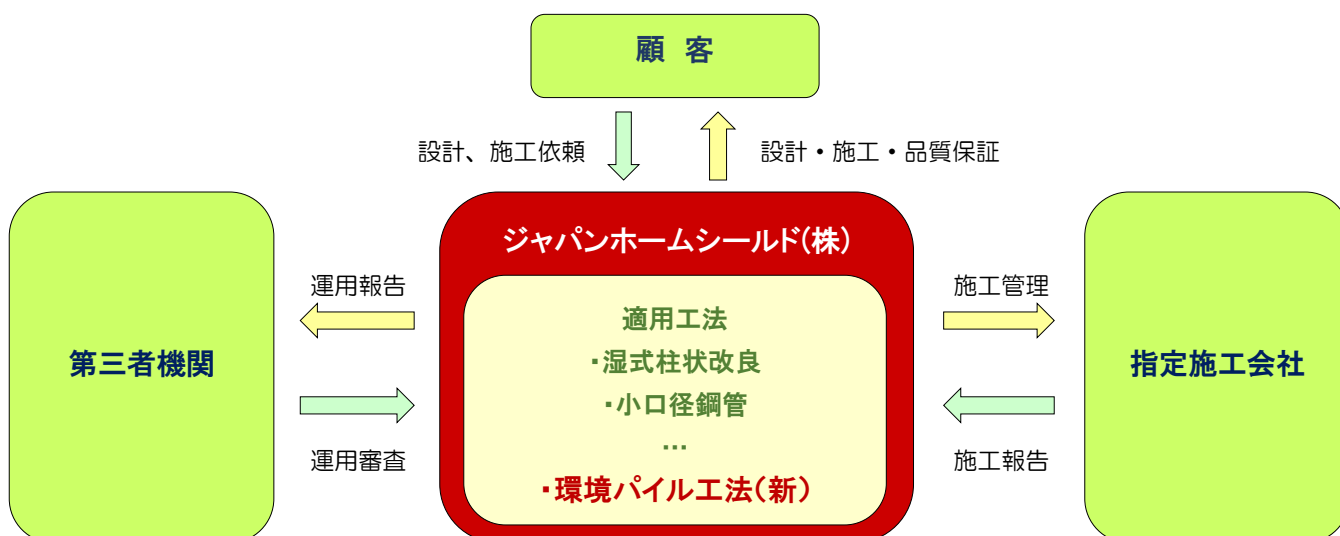 顧 客
設計、施工依頼
設計・施工・品質保証
ジャパンホームシールド(株)
運用報告
施工管理
適用工法
・湿式柱状改良
・小口径鋼管
…
・環境パイル工法(新)
第三者機関
指定施工会社
運用審査
施工報告